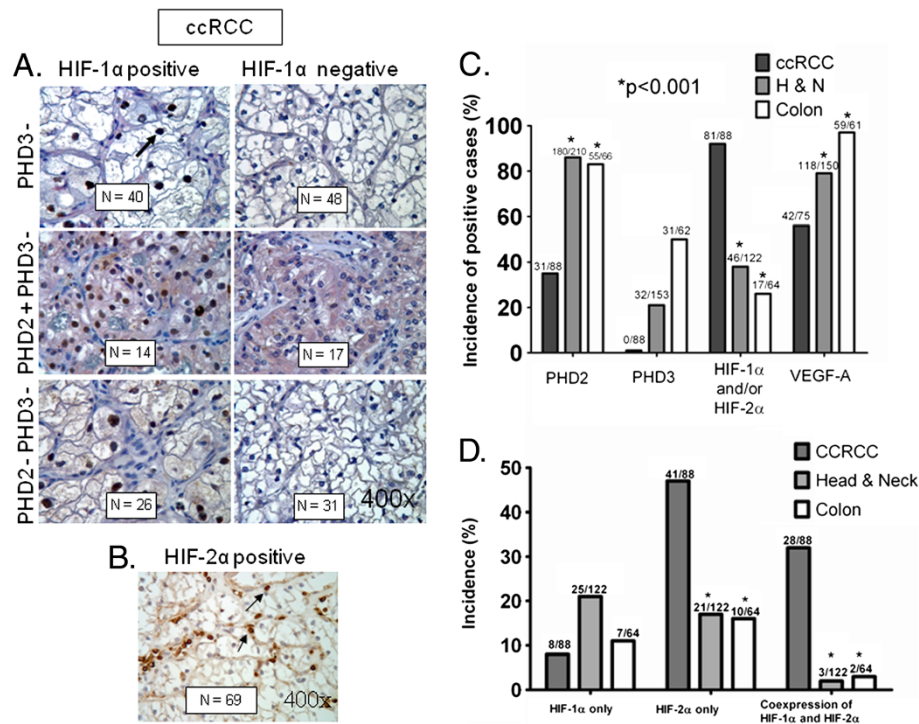 ccRCC
A.
HIF-1α positive
HIF-1α negative
PHD3-
N = 40
N = 48
PHD2+PHD3-
N = 14
N = 17
PHD2-PHD3-
N = 26
N = 31
400x
B.
HIF-2α positive
N = 69
400x
C.
*p<0.001
ccRCC
H & N
Colon
Incidence of positive cases (%)
100
80
60
40
20
0
31/88
*
180/210
*
55/66
0/88
32/153
31/62
81/88
*
46/122
*
17/64
42/75
*
118/150
*
59/61
PHD2
PHD3
HIF-1α
and/or
HIF-2α
VEGF-A
D.
CCRCC
Head & Neck
Colon
Incidence (%)
50
40
30
20
10
0
8/88
25/122
7/64
41/88
*
21/122
*
10/64
28/88
*
3/122
*
2/64
HIF-1α only
HIF-2α only
Coexpression of
HIF-1α and HIF-2α